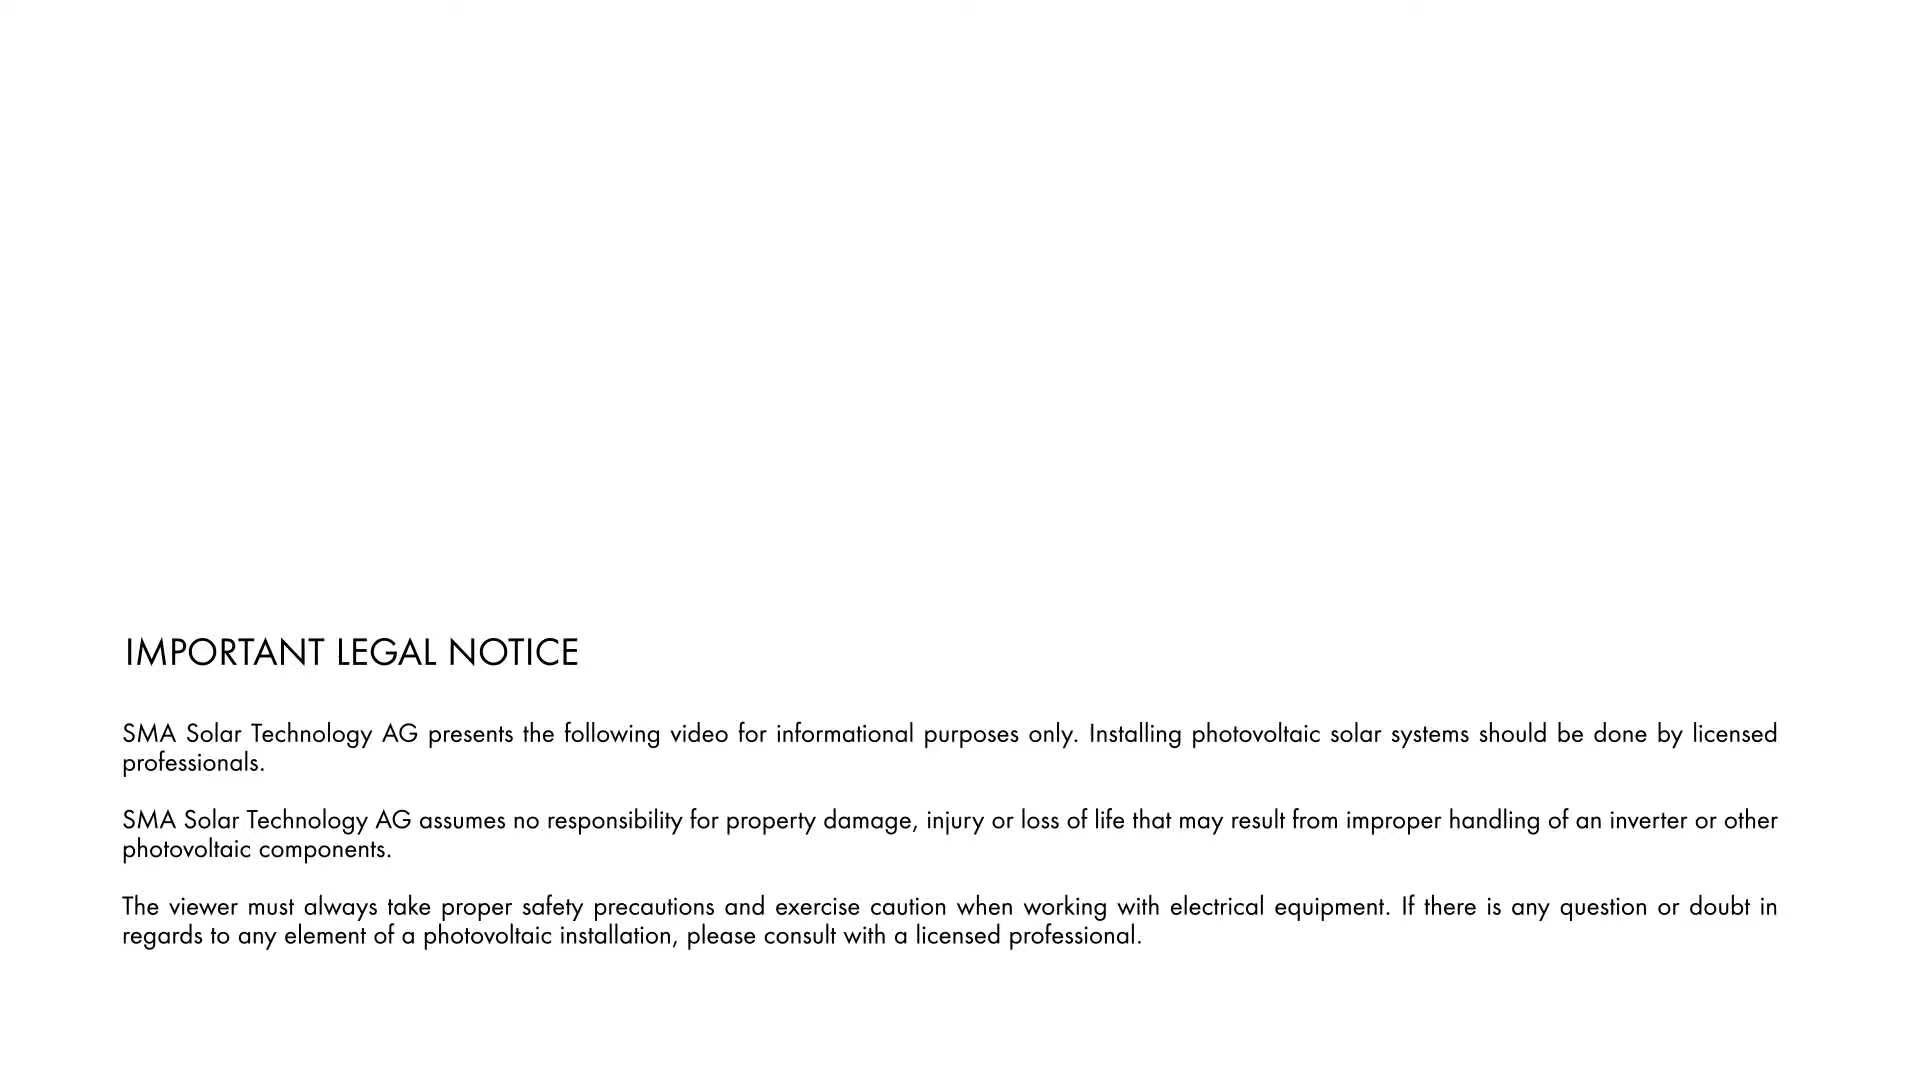 IMPORTANT LEGAL NOTICE
SMA Solar Technology AG presents the following video for informational purposes only. Installing photovoltaic solar systems should be done by licensed
professionals.
SMA Solar Technology AG assumes no responsibility for property damage, injury or loss of life that may result from improper handling of an inverter or other
photovoltaic components.
The viewer must always take proper safety precautions and exercise caution when working with electrical equipment. If there is any question or doubt in
regards to any element of a photovoltaic installation, please consult with a licensed professional.